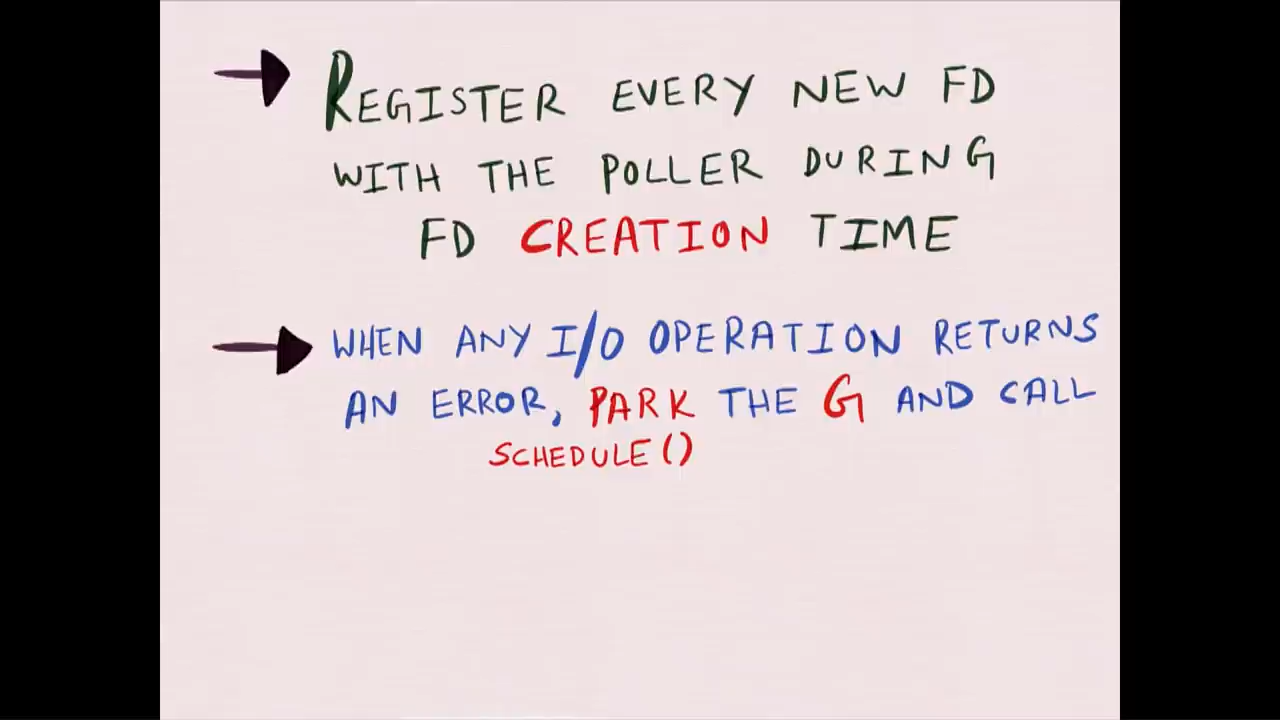 REGISTER EVERY NEW FD
WITH THE POLLER DURING
FD CREATION TIME
WHEN ANY I/O OPERATION RETURNS
AN ERROR, PARK THE G AND CALL
SCHEDULE()